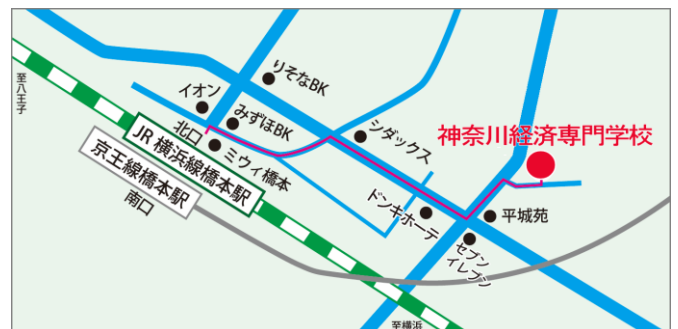 至八王子
イオン
りそなBK
みずほBK
北口
ミウィ橋本
JR 横浜線橋本駅
京王線橋本駅
南口
シダックス
神奈川経済専門学校
ドンキホーテ
平城苑
セブン
イレブン
至横浜